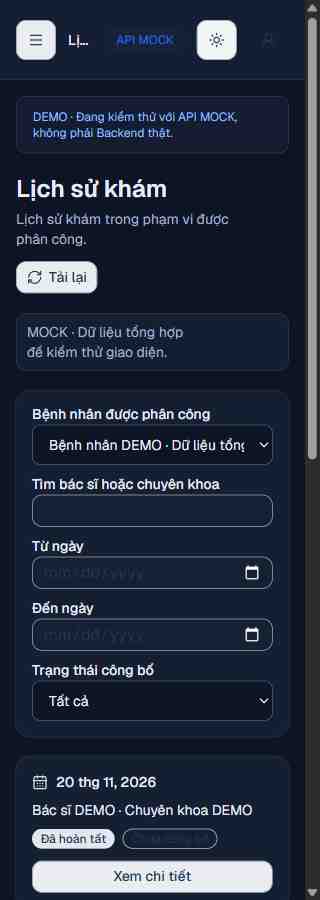 Lị...
API MOCK
DEMO · Đang kiểm thử với API MOCK,
không phải Backend thật.
Lịch sử khám
Lịch sử khám trong phạm vi được
phân công.
Tải lại
MOCK · Dữ liệu tổng hợp
để kiểm thử giao diện.
Bệnh nhân được phân công
Bệnh nhân DEMO · Dữ liệu tổng
Tìm bác sĩ hoặc chuyên khoa
Từ ngày
mm/dd/yyyy
Đến ngày
mm/dd/yyyy
Trạng thái công bố
Tất cả
20 thg 11, 2026
Bác sĩ DEMO · Chuyên khoa DEMO
Đã hoàn tất
Xem chi tiết